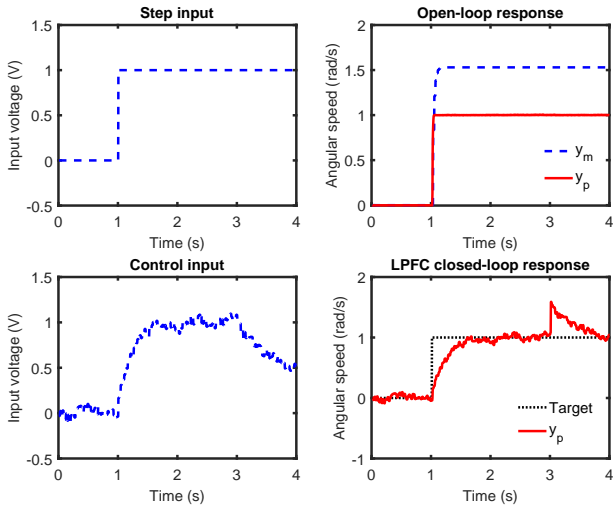 Step input
Input voltage (V)
1.5
1
0.5
0
-0.5
0 1 2 3 4
Time (s)
Open-loop response
Angular speed (rad/s)
2
1.5
1
0.5
0
y_m
y_p
0 1 2 3 4
Time (s)
Control input
Input voltage (V)
1.5
1
0.5
0
-0.5
0 1 2 3 4
Time (s)
LPFC closed-loop response
Angular speed (rad/s)
2
1
0
-1
Target
y_p
0 1 2 3 4
Time (s)